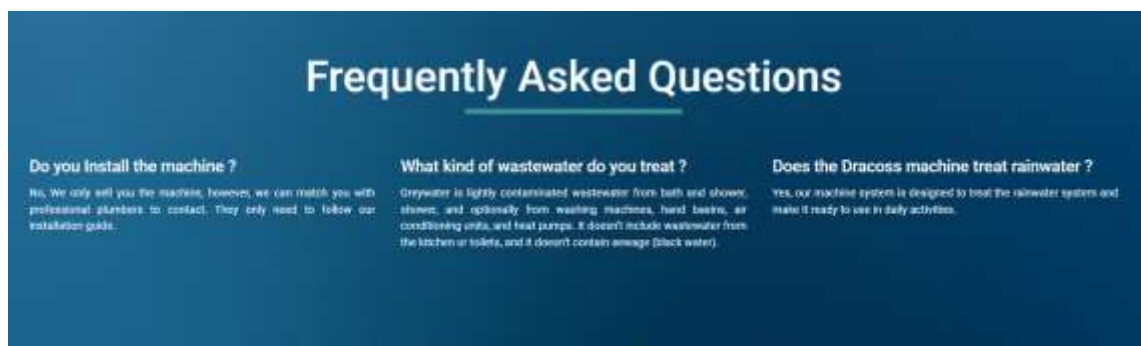 Frequently Asked Questions
Do you Install the machine ?
No, We only sell you the machine, however, we can match you with
professional plumbers to contact. They only need to follow our
installation guide.
What kind of wastewater do you treat ?
Greywater is lightly contaminated wastewater from bath and shower,
shower, and optionally from washing machines, hand basins, air
conditioning units, and heat pumps. It doesn't include wastewater from
the kitchen or toilets, and it doesn't contain sewage (black water).
Does the Dracoss machine treat rainwater ?
Yes, our machine system is designed to treat the rainwater system and
make it ready to use in daily activities.